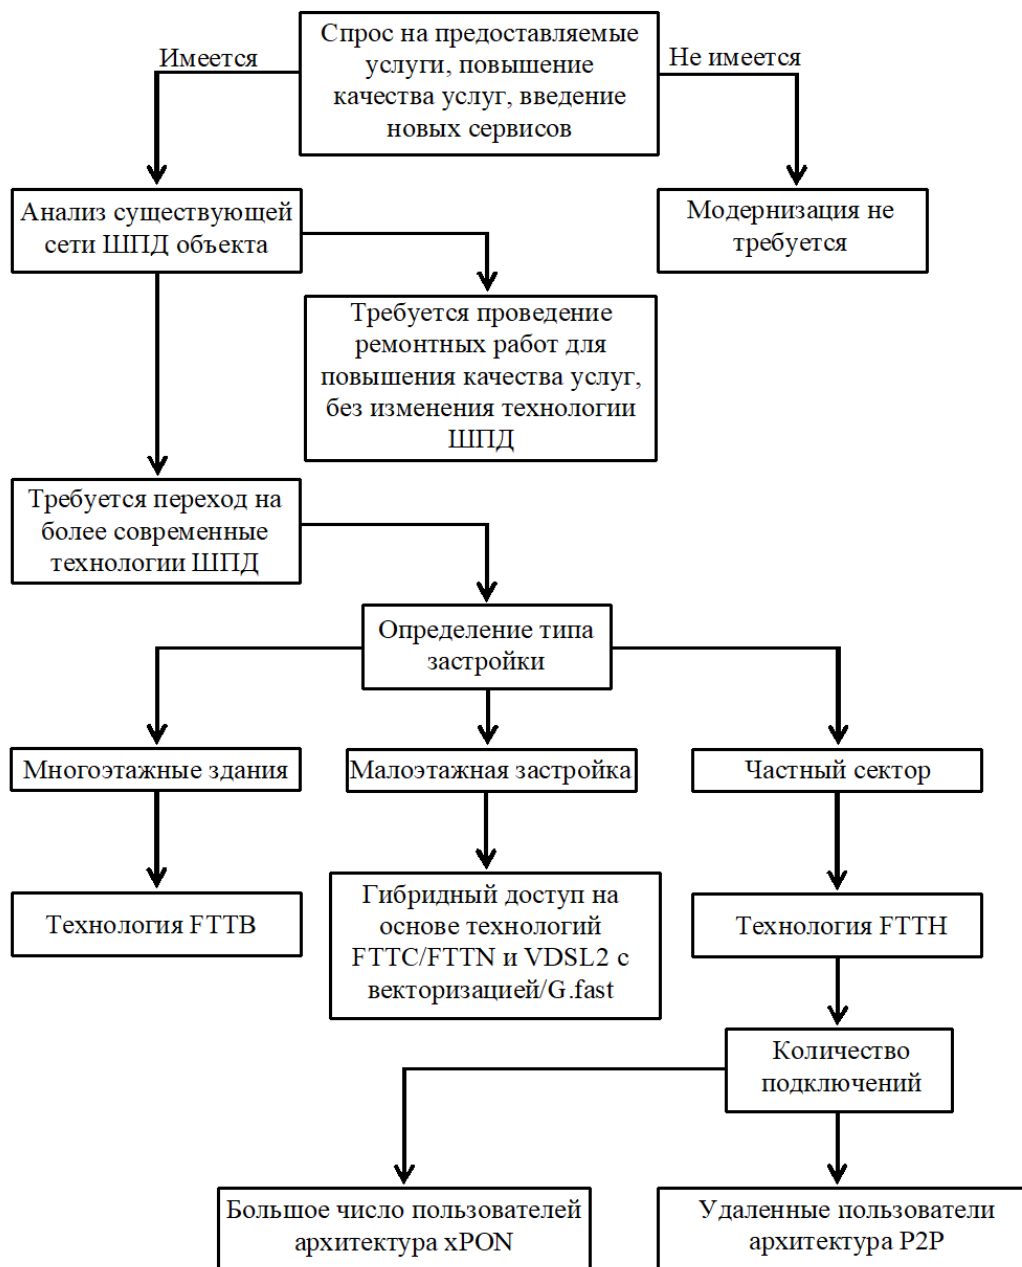 Спрос на предоставляемые
услуги, повышение
качества услуг, введение
новых сервисов
Имеется
Не имеется
Анализ существующей
сети ШПД объекта
Модернизация не
требуется
Требуется проведение
ремонтных работ для
повышения качества услуг,
без изменения технологии
ШПД
Требуется переход на
более современные
технологии ШПД
Определение типа
застройки
Многоэтажные здания
Малоэтажная застройка
Частный сектор
Технология FTTB
Гибридный доступ на
основе технологий
FTTC/FTTN и VDSL2 с
векторизацией/G.fast
Технология FTTH
Количество
подключений
Большое число пользователей
архитектура xPON
Удаленные пользователи
архитектура P2P